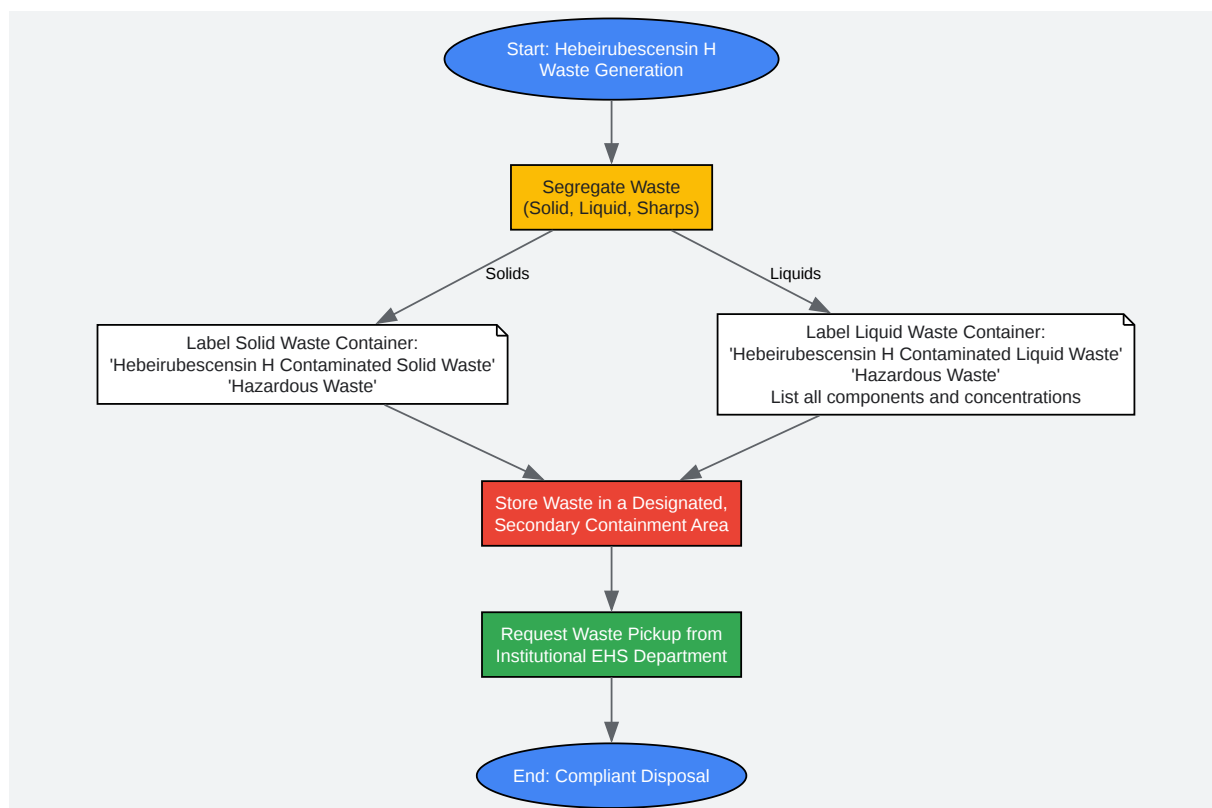 Start: Hebeirubescensin H
Waste Generation
Segregate Waste
(Solid, Liquid, Sharps)
Solids
Liquids
Label Solid Waste Container:
'Hebeirubescensin H Contaminated Solid Waste'
'Hazardous Waste'
Label Liquid Waste Container:
'Hebeirubescensin H Contaminated Liquid Waste'
'Hazardous Waste'
List all components and concentrations
Store Waste in a Designated,
Secondary Containment Area
Request Waste Pickup from
Institutional EHS Department
End: Compliant Disposal